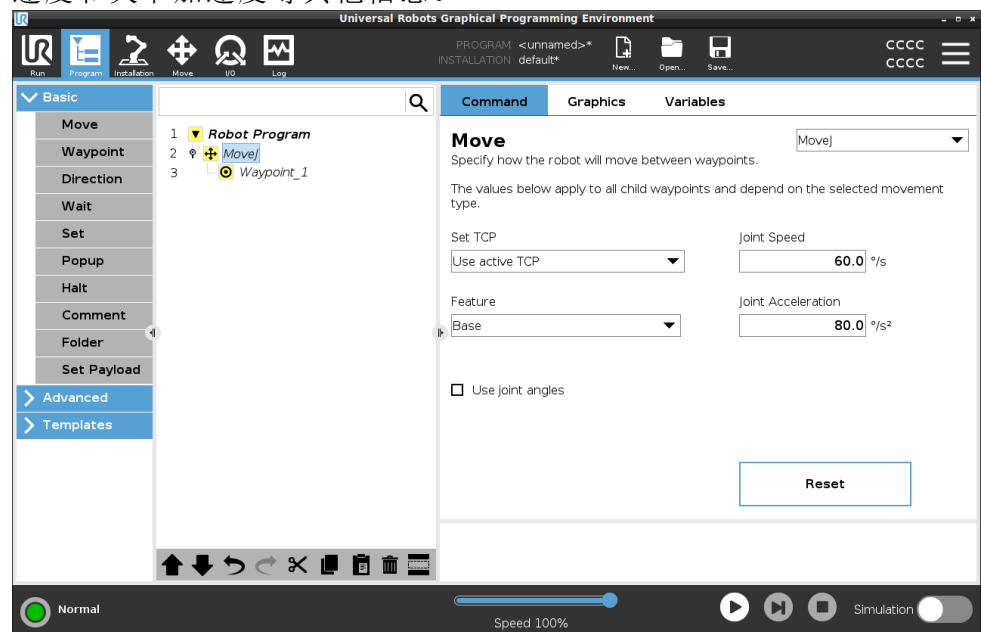 Universal Robots Graphical Programming Environment
PROGRAM <unnamed>*
INSTALLATION default*
Run Program Installation Move I/O Log
New... Open... Save...
CCCC
CCCC
Basic
Move
Waypoint
Direction
Wait
Set
Popup
Halt
Comment
Folder
Set Payload
Advanced
Templates
1 Robot Program
2 MoveJ
3 Waypoint_1
Command Graphics Variables
Move
MoveJ
Specify how the robot will move between waypoints.
The values below apply to all child waypoints and depend on the selected movement
type.
Set TCP
Use active TCP
Joint Speed
60.0 °/s
Feature
Base
Joint Acceleration
80.0 °/s²
Use joint angles
Reset
Normal
Speed 100%
Simulation